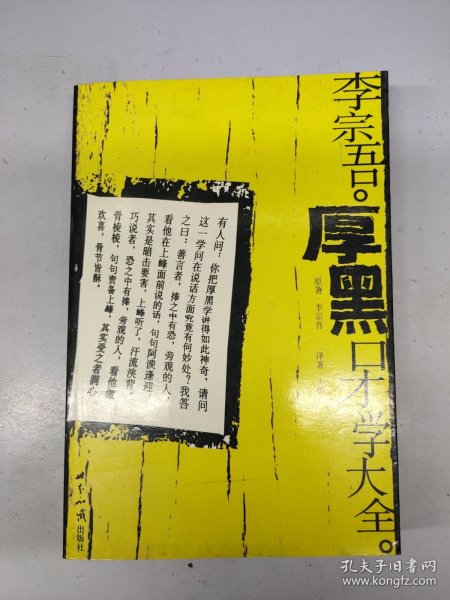 李宗吾。厚黑口才学大全。
原著 李宗吾
译著
有人问：你把厚黑学讲得如此神奇，请问
这一学问在说话方面究竟有何妙处？我答
之曰：善言者，捧之中有恐，旁观的人，
看他在上峰面前说的话，句句阿谀逢迎，
其实是暗击要害，上峰听了，汗流浃背。
巧说者，恐之中有捧，旁观的人，看他傲
骨棱棱，句句责备上峰，其实受之者满心
欢喜，骨节皆酥。
世界知识出版社
孔夫子旧书网
www.kongfz.com